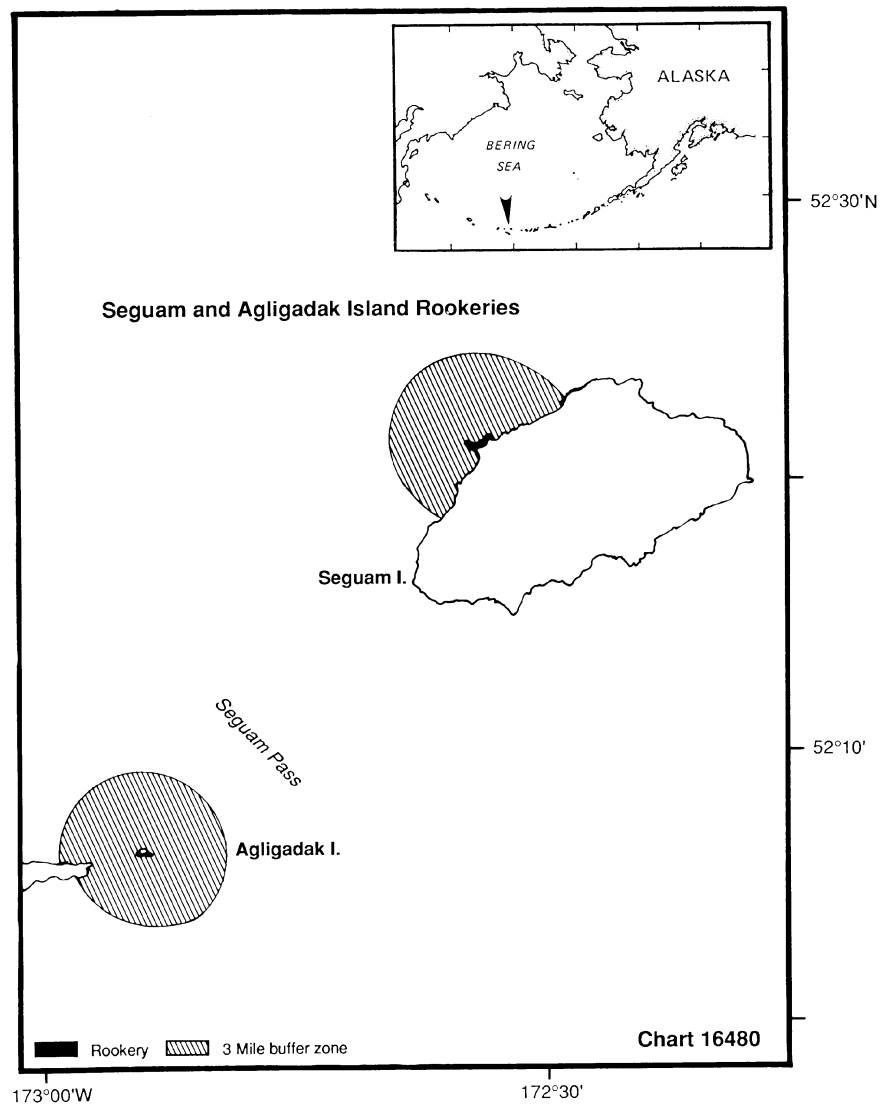 ALASKA
BERING
SEA
52°30'N
Seguam and Agligadak Island Rookeries
Seguam I.
Seguam Pass
52°10'
Agligadak I.
Rookery 3 Mile buffer zone
Chart 16480
173°00'W 172°30'